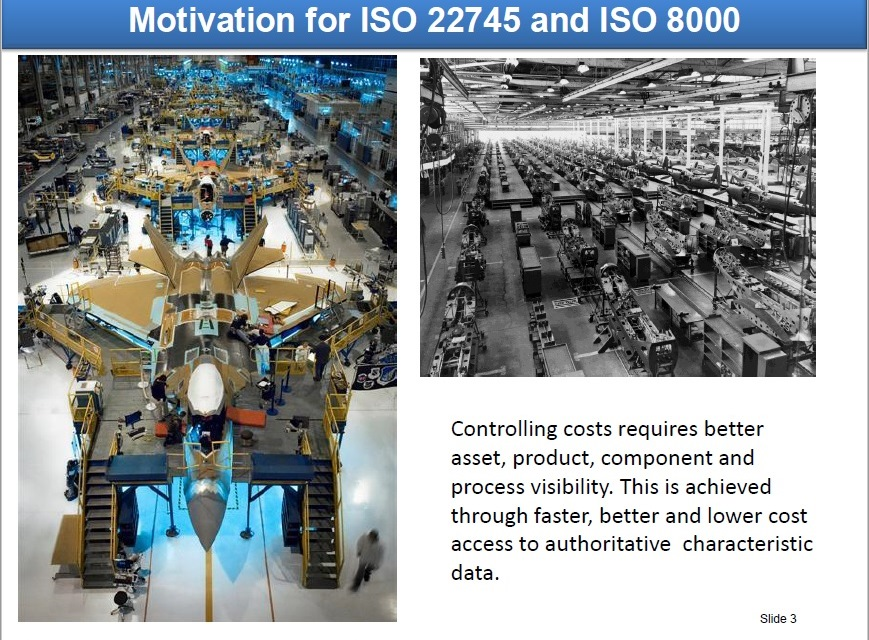 Motivation for ISO 22745 and ISO 8000
Controlling costs requires better
asset, product, component and
process visibility. This is achieved
through faster, better and lower cost
access to authoritative  characteristic
data.
Slide 3